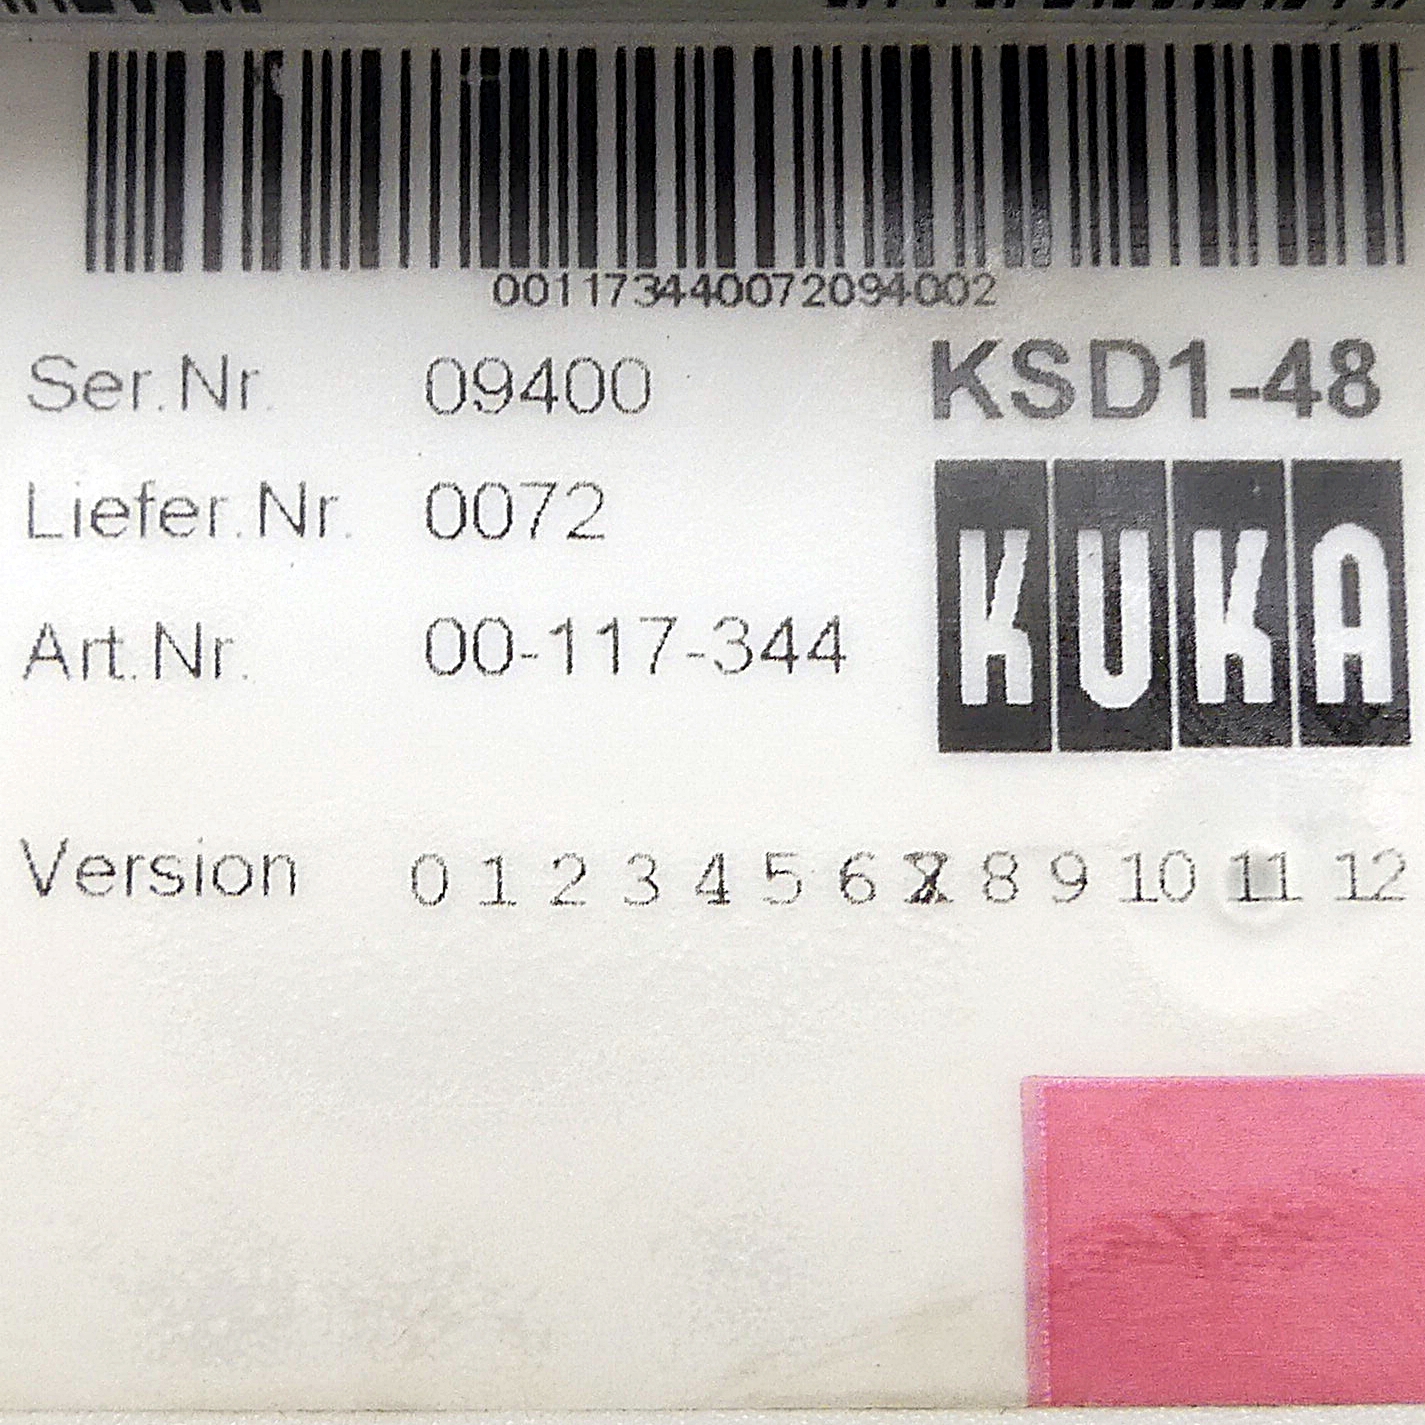 001173440072094002
Ser.Nr. 09400 KSD1-48
Liefer.Nr. 0072
KUKA
Art.Nr. 00-117-344
Version 0 1 2 3 4 5 6 X 8 9 10 11 12